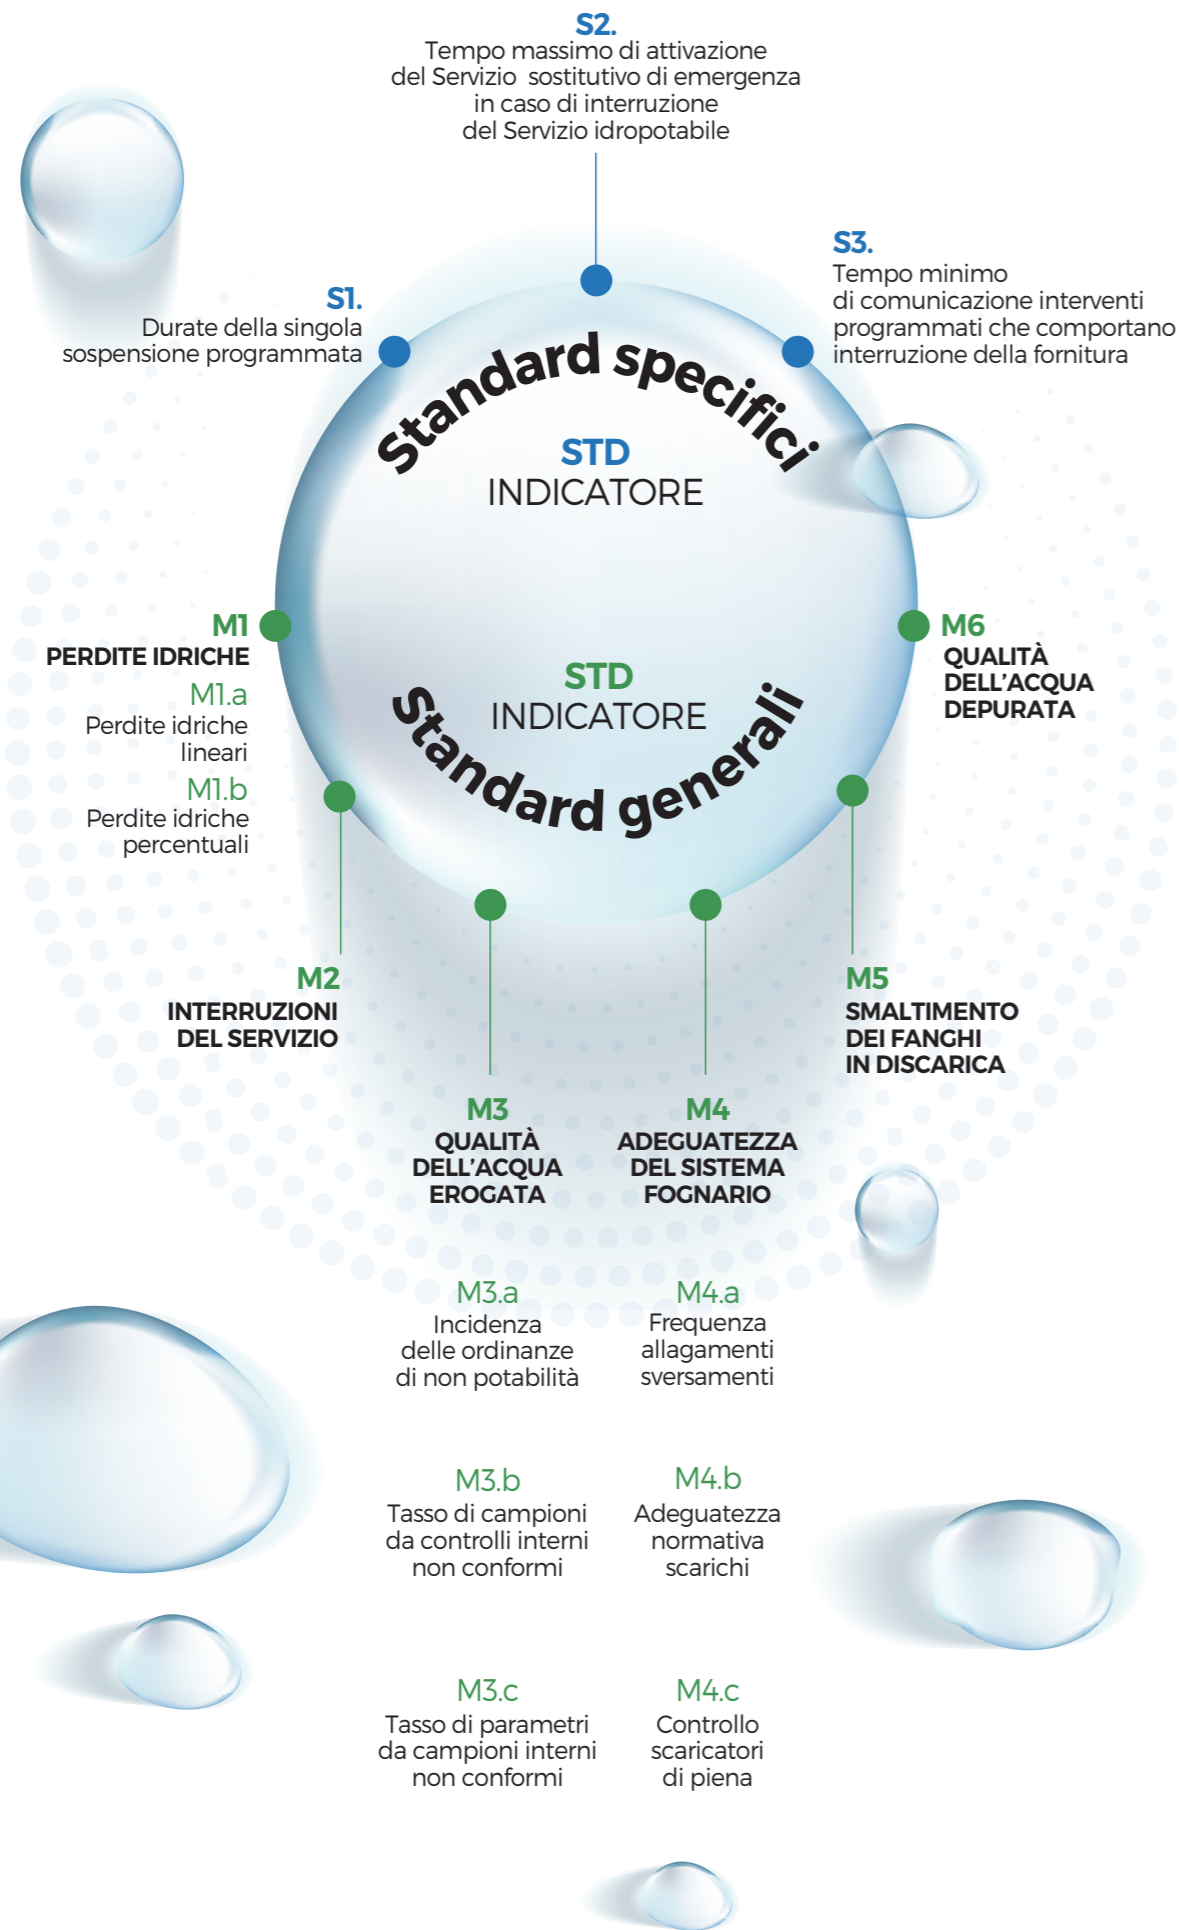 S2.
Tempo massimo di attivazione
del Servizio sostitutivo di emergenza
in caso di interruzione
del Servizio idropotabile
S3.
Tempo minimo
di comunicazione interventi
programmati che comportano
interruzione della fornitura
S1.
Durate della singola
sospensione programmata
Standard specifici
STD
INDICATORE
M1
PERDITE IDRICHE
M1.a
Perdite idriche
lineari
M1.b
Perdite idriche
percentuali
STD
INDICATORE
Standard generali
M6
QUALITÀ
DELL’ACQUA
DEPURATA
M2
INTERRUZIONI
DEL SERVIZIO
M5
SMALTIMENTO
DEI FANGHI
IN DISCARICA
M3
QUALITÀ
DELL’ACQUA
EROGATA
M4
ADEGUATEZZA
DEL SISTEMA
FOGNARIO
M3.a
Incidenza
delle ordinanze
di non potabilità
M4.a
Frequenza
allagamenti
sversamenti
M3.b
Tasso di campioni
da controlli interni
non conformi
M4.b
Adeguatezza
normativa
scarichi
M3.c
Tasso di parametri
da campioni interni
non conformi
M4.c
Controllo
scaricatori
di piena